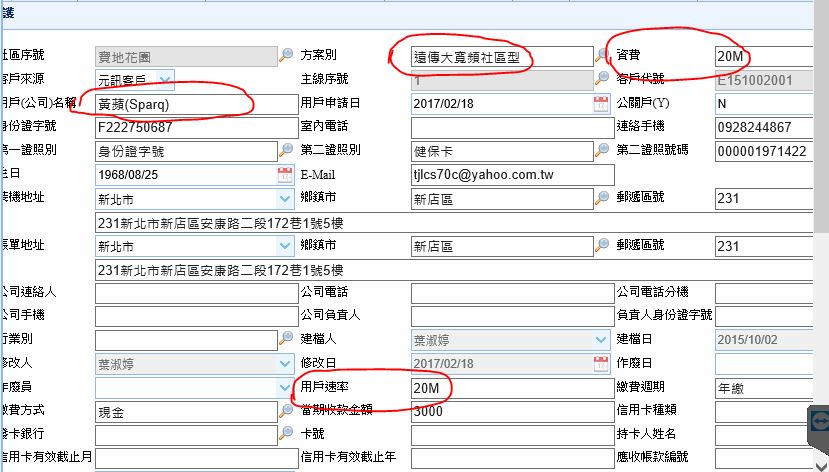 護
社區序號 寶地花園 方案別 遠傳大寬頻社區型 資費 20M
客戶來源 元訊客戶 主線序號 1 客戶代號 E151002001
用戶(公司)名稱 黃蘋(Sparq) 用戶申請日 2017/02/18 公關戶(Y) N
身份證字號 F222750687 室內電話 連絡手機 0928244867
第一證照別 身份證字號 第二證照別 健保卡 第二證照號碼 000001971422
生日 1968/08/25 E-Mail tjlcs70c@yahoo.com.tw
裝機地址 新北市 鄉鎮市 新店區 郵遞區號 231
231新北市新店區安康路二段172巷1號5樓
帳單地址 新北市 鄉鎮市 新店區 郵遞區號 231
231新北市新店區安康路二段172巷1號5樓
公司連絡人 公司電話 公司電話分機
公司手機 公司負責人 負責人身份證字號
行業別 建檔人 葉淑婷 建檔日 2015/10/02
修改人 葉淑婷 修改日 2017/02/18 作廢日
作廢員 用戶速率 20M 繳費週期 年繳
繳費方式 現金 當期收款金額 3000 信用卡種類
發卡銀行 卡號 持卡人姓名
信用卡有效截止月 信用卡有效截止年 應收帳款編號